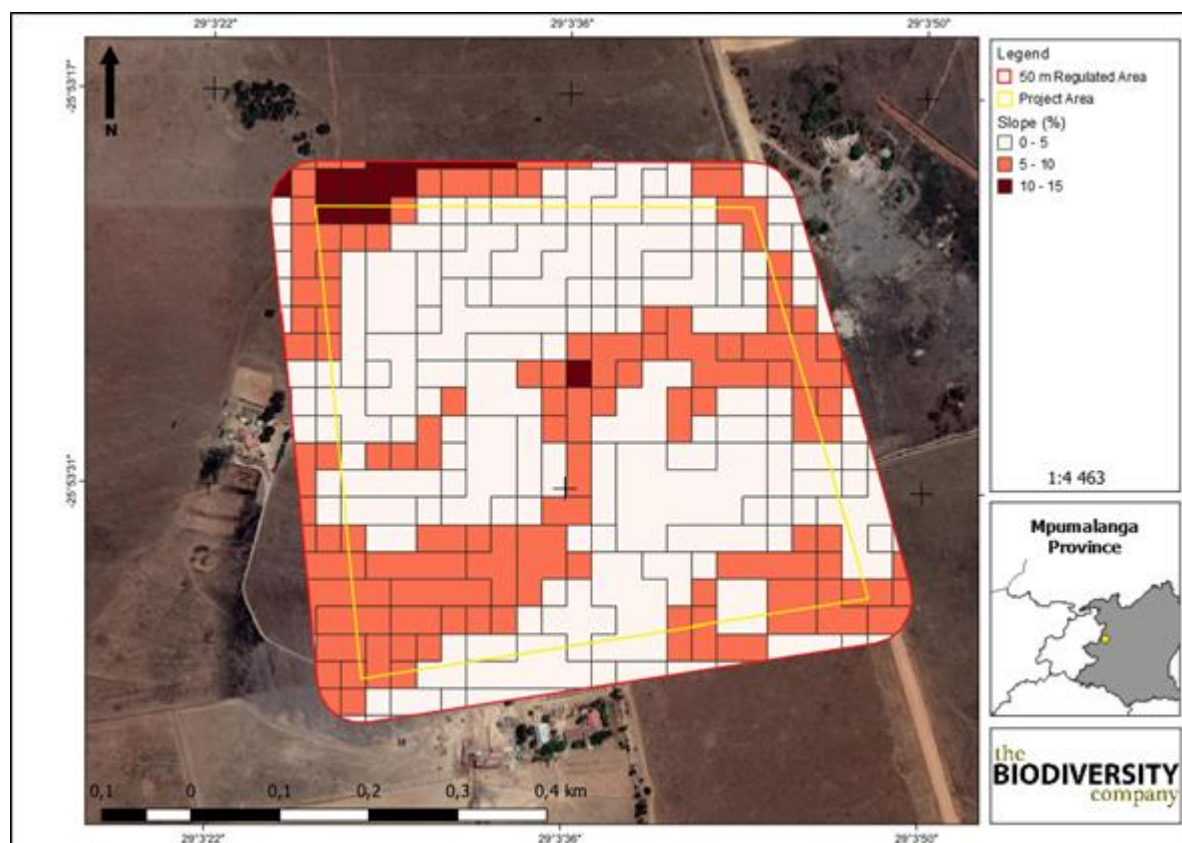 29°3'22"
29°3'36"
29°3'50"
-25°53'17"
-25°53'31"
N
Legend
50 m Regulated Area
Project Area
Slope (%)
0 - 5
5 - 10
10 - 15
1:4 463
Mpumalanga
Province
the
BIODIVERSITY
company
0,1 0 0,1 0,2 0,3 0,4 km
29°3'22"
29°3'36"
29°3'50"